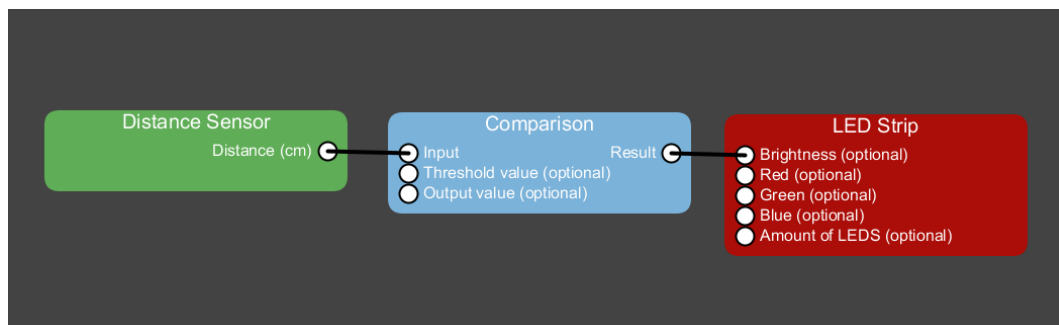 Distance Sensor
Distance (cm)
Comparison
Input
Result
Threshold value (optional)
Output value (optional)
LED Strip
Brightness (optional)
Red (optional)
Green (optional)
Blue (optional)
Amount of LEDS (optional)